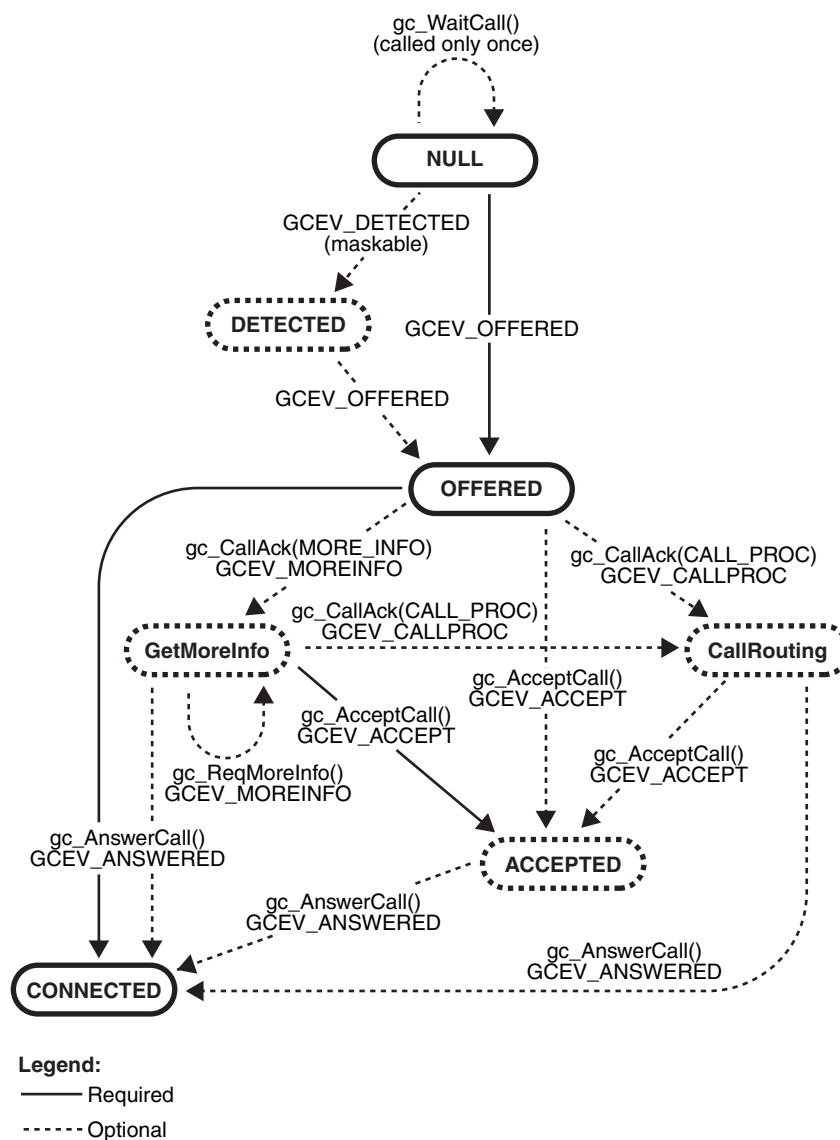 gc_WaitCall()
(called only once)
NULL
GCEV_DETECTED
(maskable)
DETECTED
GCEV_OFFERED
GCEV_OFFERED
OFFERED
gc_CallAck(MORE_INFO)
GCEV_MOREINFO
gc_CallAck(CALL_PROC)
GCEV_CALLPROC
gc_CallAck(CALL_PROC)
GCEV_CALLPROC
GetMoreInfo
CallRouting
gc_AcceptCall()
GCEV_ACCEPT
gc_AcceptCall()
GCEV_ACCEPT
gc_AcceptCall()
GCEV_ACCEPT
gc_ReqMoreInfo()
GCEV_MOREINFO
gc_AnswerCall()
GCEV_ANSWERED
ACCEPTED
gc_AnswerCall()
GCEV_ANSWERED
gc_AnswerCall()
GCEV_ANSWERED
CONNECTED
Legend:
Required
Optional